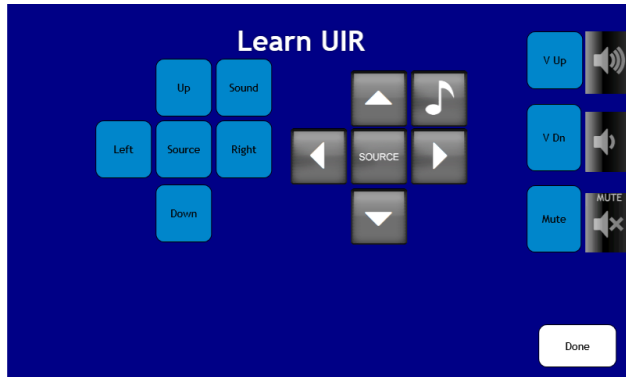 Learn UIR
Up
Sound
Left
Source
Right
Down
SOURCE
V Up
V Dn
Mute
MUTE
Done